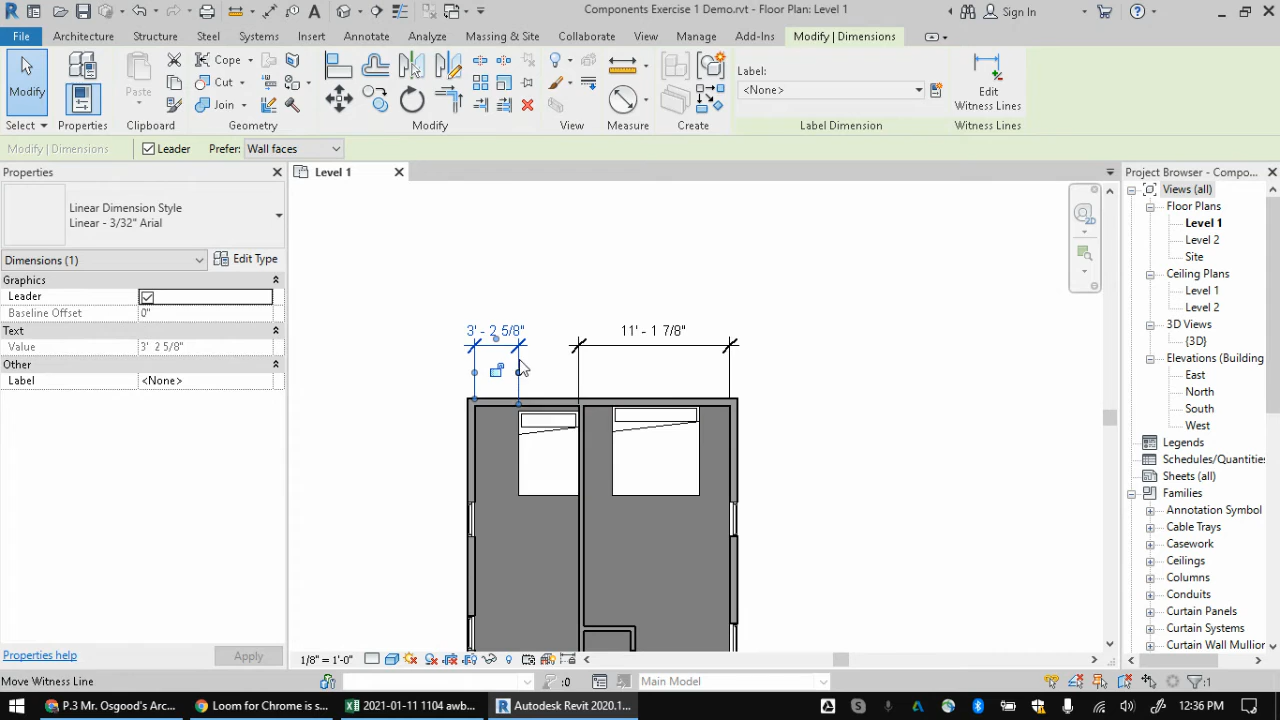 Components Exercise 1 Demo.rvt - Floor Plan: Level 1
Sign In
File
Architecture
Structure
Steel
Systems
Insert
Annotate
Analyze
Massing & Site
Collaborate
View
Manage
Add-Ins
Modify | Dimensions
Modify
Paste
Cope
Cut
Join
Label:
<None>
Edit
Witness Lines
Select
Properties
Clipboard
Geometry
Modify
View
Measure
Create
Label Dimension
Witness Lines
Modify | Dimensions
Leader
Prefer:
Wall faces
Properties
Linear Dimension Style
Linear - 3/32" Arial
Dimensions (1)
Edit Type
Graphics
Leader
Baseline Offset
0"
Text
Value
3' 2 5/8"
Other
Label
<None>
Properties help
Apply
Level 1
2D
3' - 2 5/8"
11' - 1 7/8"
1/8" = 1'-0"
Project Browser - Compo...
Views (all)
Floor Plans
Level 1
Level 2
Site
Ceiling Plans
Level 1
Level 2
3D Views
{3D}
Elevations (Building
East
North
South
West
Legends
Schedules/Quantities
Sheets (all)
Families
Annotation Symbol
Cable Trays
Casework
Ceilings
Columns
Conduits
Curtain Panels
Curtain Systems
Curtain Wall Mullior
Move Witness Line
:0
Main Model
:1
P.3 Mr. Osgood's Arc...
Loom for Chrome is s...
2021-01-11 1104 awb...
Autodesk Revit 2020.1...
12:36 PM